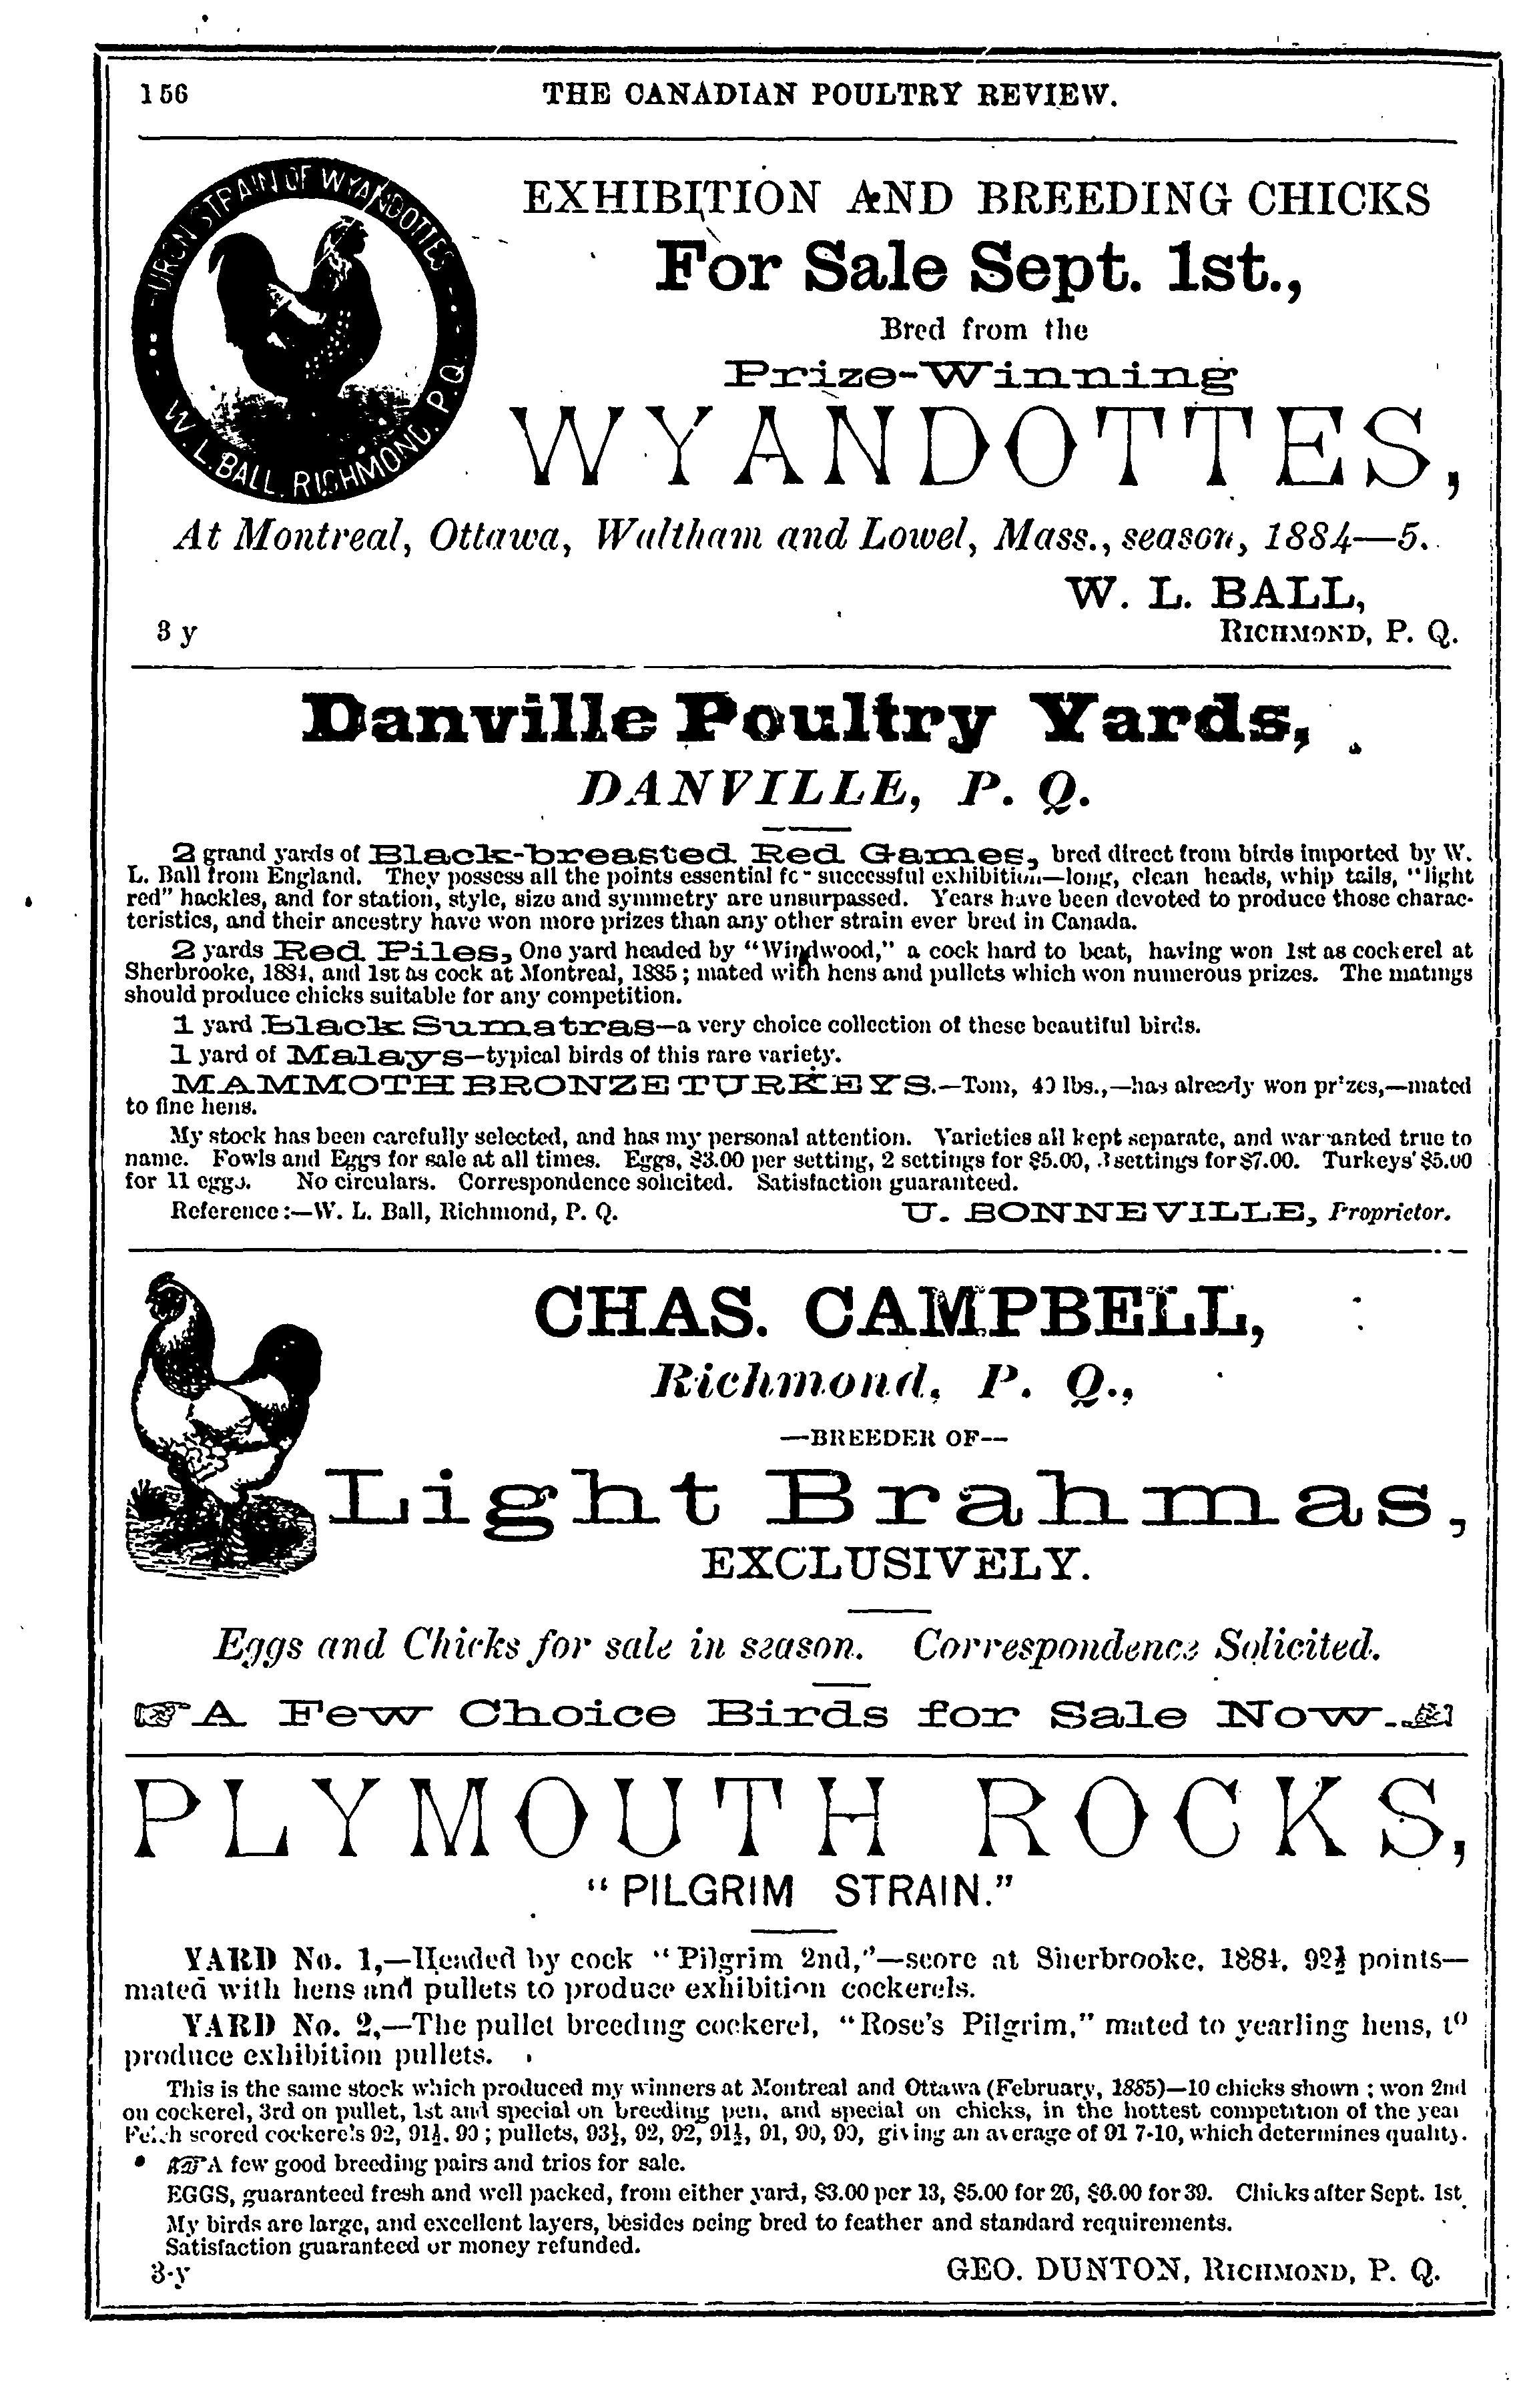 156 THE CANADIAN POULTRY REVIEW.
STRAIN OF WYANDOTTES
W. L. BALL. RICHMOND. P. Q.
EXHIBITION AND BREEDING CHICKS
For Sale Sept. 1st.,
Bred from the
Prize-Winning
WYANDOTTES,
At Montreal, Ottawa, Waltham and Lowel, Mass., season, 1884—5.
W. L. BALL,
3 y RICHMOND, P. Q.
Danville Poultry Yards,
DANVILLE, P. Q.
2 grand yards of Black-breasted Red Games, bred direct from birds imported by W.
L. Ball from England. They possess all the points essential successful exhibition—long, clean heads, whip tails, "light
red" hackles, and for station, style, size and symmetry are unsurpassed. Years have been devoted to produce those charac-
teristics, and their ancestry have won more prizes than any other strain ever bred in Canada.
2 yards Red Piles, One yard headed by "Windwood," a cock hard to beat, having won 1st as cockerel at
Sherbrooke, 1884, and 1st as cock at Montreal, 1885; mated with hens and pullets which won numerous prizes. The matings
should produce chicks suitable for any competition.
1 yard Black Sumatras—a very choice collection of these beautiful birds.
1 yard of Malays—typical birds of this rare variety.
MAMMOTH BRONZE TURKEYS.—Tom, 40 lbs.,—has already won prizes,—mated
to fine hens.
My stock has been carefully selected, and has my personal attention. Varieties all kept separate, and warranted true to
name. Fowls and Eggs for sale at all times. Eggs, $3.00 per setting, 2 settings for $5.00, 3 settings for $7.00. Turkeys' $5.00
for 11 eggs. No circulars. Correspondence solicited. Satisfaction guaranteed.
Reference:—W. L. Ball, Richmond, P. Q. U. BONNEVILLE, Proprietor.
CHAS. CAMPBELL,
Richmond, P. Q.,
—BREEDER OF—
Light Brahmas,
EXCLUSIVELY.
Eggs and Chicks for sale in season. Correspondence Solicited.
☞A Few Choice Birds for Sale Now.☜
PLYMOUTH ROCKS,
"PILGRIM STRAIN."
YARD No. 1,—Headed by cock "Pilgrim 2nd,"—score at Sherbrooke, 1884, 92½ points—
mated with hens and pullets to produce exhibition cockerels.
YARD No. 2,—The pullet breeding cockerel, "Rose's Pilgrim," mated to yearling hens, to
produce exhibition pullets.
This is the same stock which produced my winners at Montreal and Ottawa (February, 1885)—10 chicks shown; won 2nd
on cockerel, 3rd on pullet, 1st and special on breeding pen, and special on chicks, in the hottest competition of the year
Felch scored cockerels 92, 91½, 90; pullets, 93½, 92, 92, 91½, 91, 90, 90, giving an average of 91 7-10, which determines quality.
☞A few good breeding pairs and trios for sale.
EGGS, guaranteed fresh and well packed, from either yard, $3.00 per 13, $5.00 for 26, $6.00 for 39. Chicks after Sept. 1st
My birds are large, and excellent layers, besides being bred to feather and standard requirements.
Satisfaction guaranteed or money refunded.
3-y GEO. DUNTON, RICHMOND, P. Q.